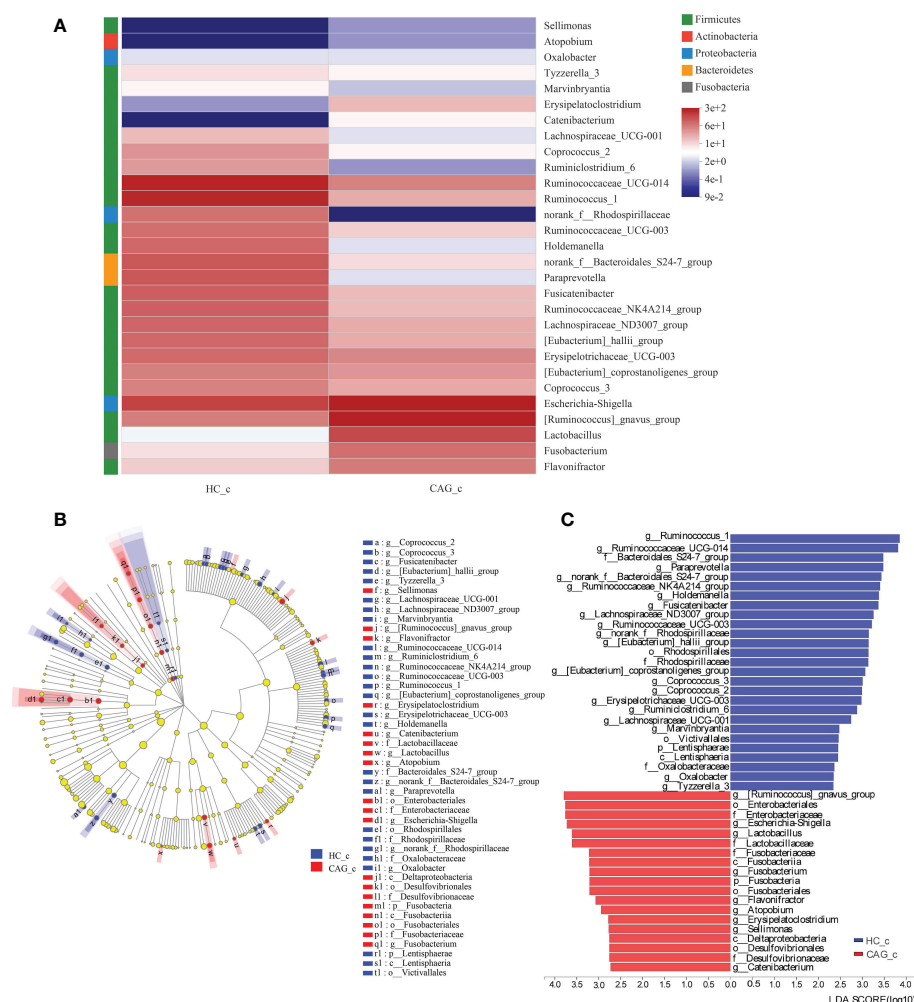 A
Sellimonas
Atopobium
Oxalobacter
Tyzzerella_3
Marvinbryantia
Erysipelatoclostridium
Catenibacterium
Lachnospiraceae_UCG-001
Coprococcus_2
Ruminiclostridium_6
Ruminococcaceae_UCG-014
Ruminococcus_1
norank_f__Rhodospirillaceae
Ruminococcaceae_UCG-003
Holdemanella
norank_f__Bacteroidales_S24-7_group
Paraprevotella
Fusicatenibacter
Ruminococcaceae_NK4A214_group
Lachnospiraceae_ND3007_group
[Eubacterium]_hallii_group
Erysipelotrichaceae_UCG-003
[Eubacterium]_coprostanoligenes_group
Coprococcus_3
Escherichia-Shigella
[Ruminococcus]_gnavus_group
Lactobacillus
Fusobacterium
Flavonifractor
HC_c
CAG_c
Firmicutes
Actinobacteria
Proteobacteria
Bacteroidetes
Fusobacteria
3e+2
6e+1
1e+1
2e+0
4e-1
9e-2
B
HC_c
CAG_c
a : g__Coprococcus_2
b : g__Coprococcus_3
c : g__Fusicatenibacter
d : g__[Eubacterium]_hallii_group
e : g__Tyzzerella_3
f : g__Sellimonas
g : g__Lachnospiraceae_UCG-001
h : g__Lachnospiraceae_ND3007_group
i : g__Marvinbryantia
j : g__[Ruminococcus]_gnavus_group
k : g__Flavonifractor
l : g__Ruminococcaceae_UCG-014
m : g__Ruminiclostridium_6
n : g__Ruminococcaceae_NK4A214_group
o : g__Ruminococcaceae_UCG-003
p : g__Ruminococcus_1
q : g__[Eubacterium]_coprostanoligenes_group
r : g__Erysipelatoclostridium
s : g__Erysipelotrichaceae_UCG-003
t : g__Holdemanella
u : g__Catenibacterium
v : f__Lactobacillaceae
w : g__Lactobacillus
x : g__Atopobium
y : f__Bacteroidales_S24-7_group
z : g__norank_f__Bacteroidales_S24-7_group
a1 : g__Paraprevotella
b1 : o__Enterobacteriales
c1 : f__Enterobacteriaceae
d1 : g__Escherichia-Shigella
e1 : o__Rhodospirillales
f1 : f__Rhodospirillaceae
g1 : g__norank_f__Rhodospirillaceae
h1 : f__Oxalobacteraceae
i1 : g__Oxalobacter
j1 : c__Deltaproteobacteria
k1 : o__Desulfovibrionales
l1 : f__Desulfovibrionaceae
m1 : p__Fusobacteria
n1 : c__Fusobacteriia
o1 : o__Fusobacteriales
p1 : f__Fusobacteriaceae
q1 : g__Fusobacterium
r1 : p__Lentisphaerae
s1 : c__Lentisphaeria
t1 : o__Victivallales
C
g__Ruminococcus_1
g__Ruminococcaceae_UCG-014
f__Bacteroidales_S24-7_group
g__Paraprevotella
g__norank_f__Bacteroidales_S24-7_group
g__Ruminococcaceae_NK4A214_group
g__Holdemanella
g__Fusicatenibacter
g__Lachnospiraceae_ND3007_group
g__Ruminococcaceae_UCG-003
g__norank_f__Rhodospirillaceae
g__[Eubacterium]_hallii_group
o__Rhodospirillales
f__Rhodospirillaceae
g__[Eubacterium]_coprostanoligenes_group
g__Coprococcus_3
g__Coprococcus_2
g__Erysipelotrichaceae_UCG-003
g__Ruminiclostridium_6
g__Lachnospiraceae_UCG-001
g__Marvinbryantia
o__Victivallales
p__Lentisphaerae
c__Lentisphaeria
f__Oxalobacteraceae
g__Oxalobacter
g__Tyzzerella_3
g__[Ruminococcus]_gnavus_group
o__Enterobacteriales
f__Enterobacteriaceae
g__Escherichia-Shigella
g__Lactobacillus
f__Lactobacillaceae
f__Fusobacteriaceae
c__Fusobacteriia
g__Fusobacterium
p__Fusobacteria
o__Fusobacteriales
g__Flavonifractor
g__Atopobium
g__Erysipelatoclostridium
g__Sellimonas
c__Deltaproteobacteria
o__Desulfovibrionales
f__Desulfovibrionaceae
g__Catenibacterium
HC_c
CAG_c
4.0 3.5 3.0 2.5 2.0 1.5 1.0 0.5 0.0 0.5 1.0 1.5 2.0 2.5 3.0 3.5 4.0
LDA SCORE(log10)